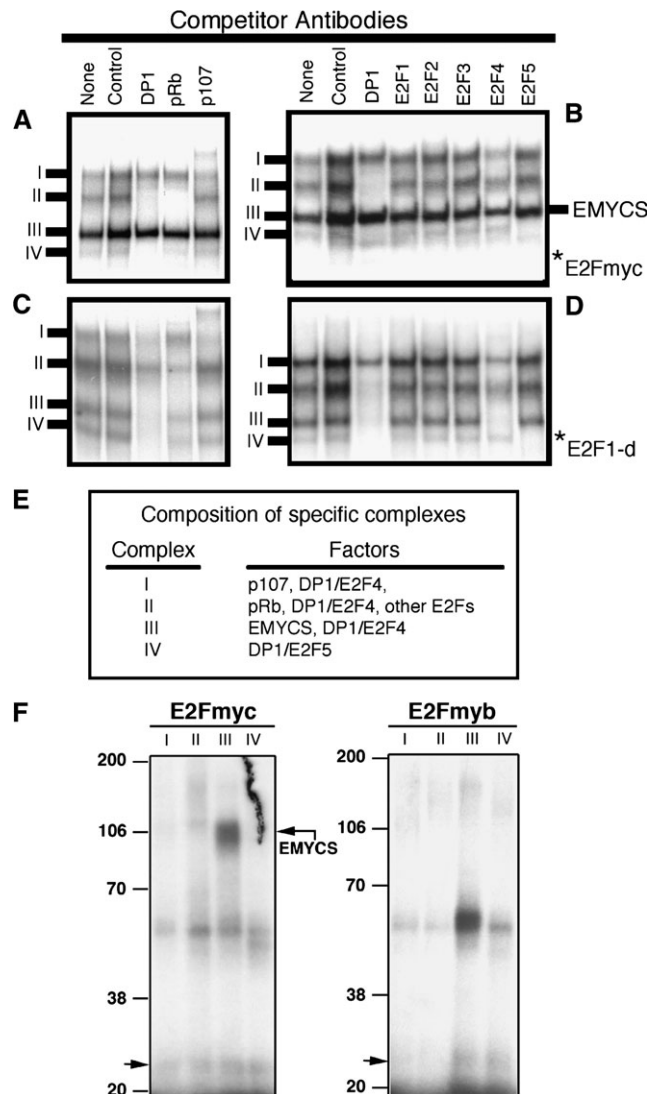 Competitor Antibodies
None Control DP1 pRb p107
None Control DP1 E2F1 E2F2 E2F3 E2F4 E2F5
A
B
I
II
III
IV
I
II
III
IV
EMYCS
*E2Fmyc
C
D
I
II
III
IV
I
II
III
IV
*E2F1-d
E
Composition of specific complexes
Complex Factors
I p107, DP1/E2F4,
II pRb, DP1/E2F4, other E2Fs
III EMYCS, DP1/E2F4
IV DP1/E2F5
F
E2Fmyc
I II III IV
200
106
EMYCS
70
38
20
E2Fmyb
I II III IV
200
106
70
38
20